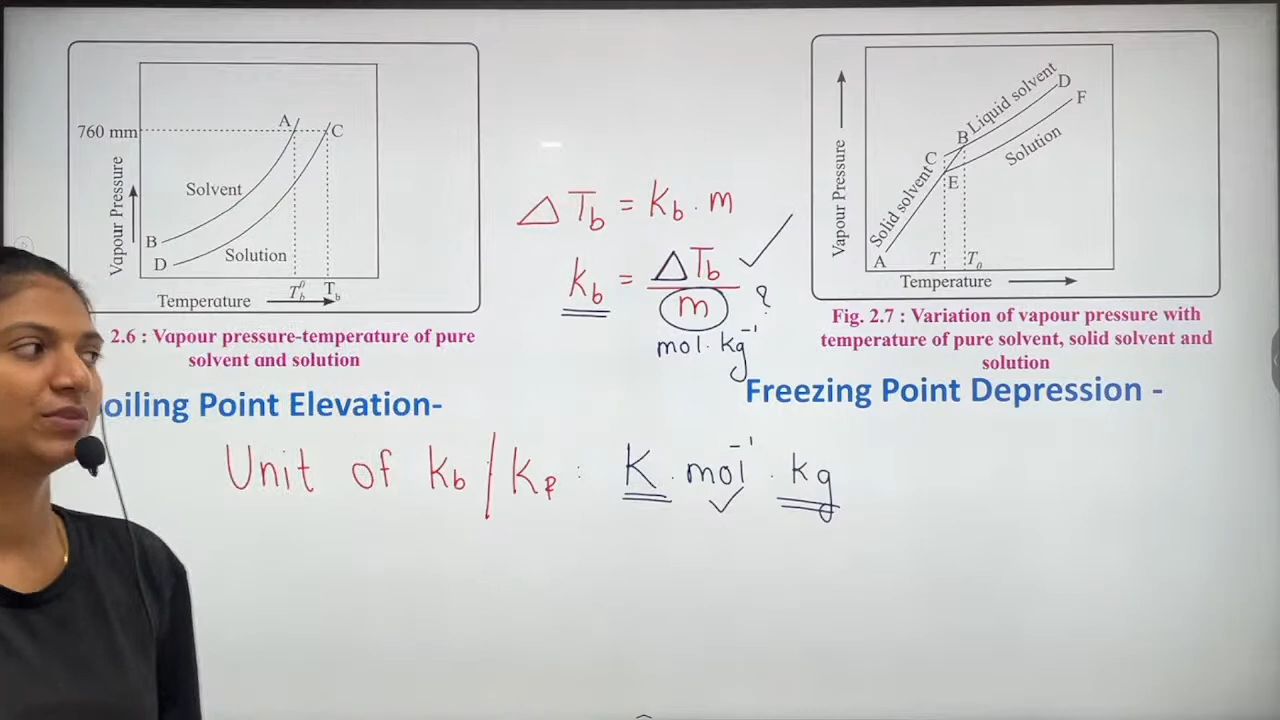 760 mm
A
C
Solvent
B
Solution
D
Vapour Pressure
Temperature
T⁰b
Tb
2.6 : Vapour pressure-temperature of pure
solvent and solution
oiling Point Elevation-
△Tb = Kb . m
Kb = △Tb / m
?
mol. kg⁻¹
Vapour Pressure
Solid solvent
Liquid solvent
D
F
B
C
E
Solution
A
T
T₀
Temperature
Fig. 2.7 : Variation of vapour pressure with
temperature of pure solvent, solid solvent and
solution
Freezing Point Depression -
Unit of Kb / Kf : K . mol⁻¹ . kg